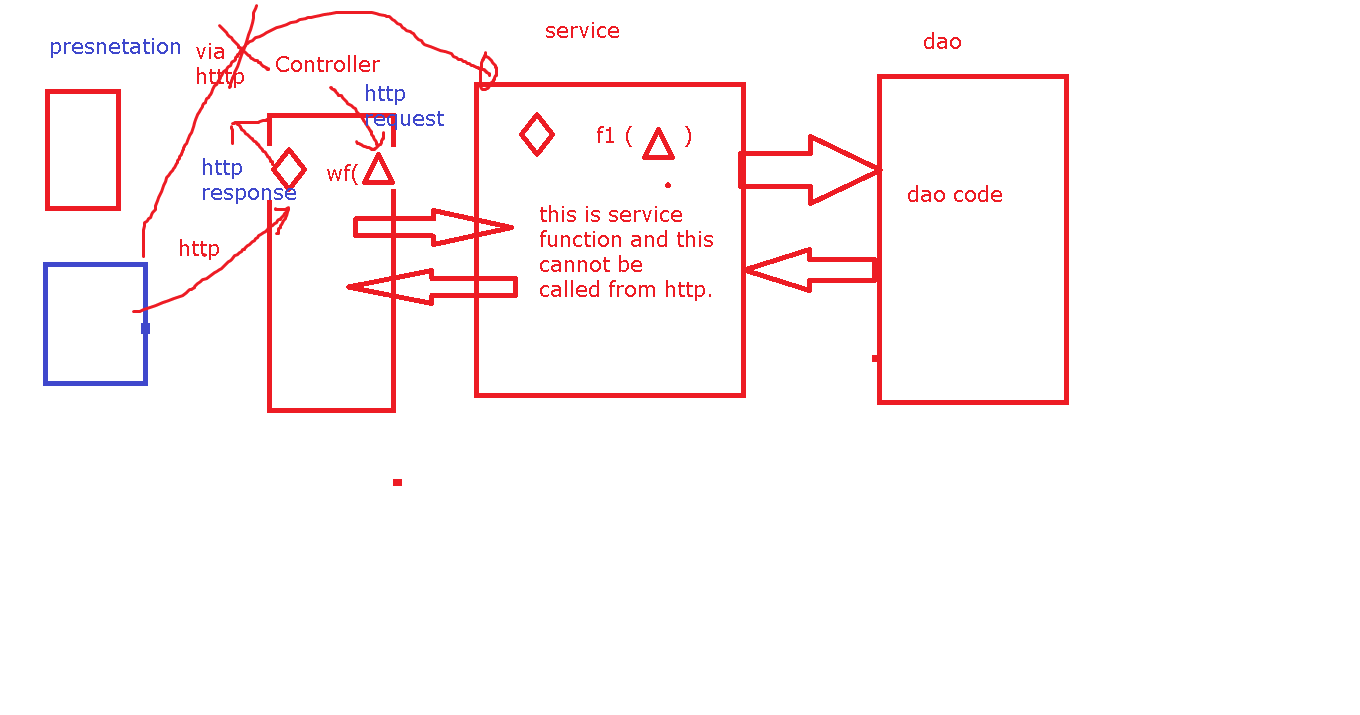 presnetation
via
htttp
Controller
service
dao
http
request
http
response
wf(
http
f1 (
)
this is service
function and this
cannot be
called from http.
dao code